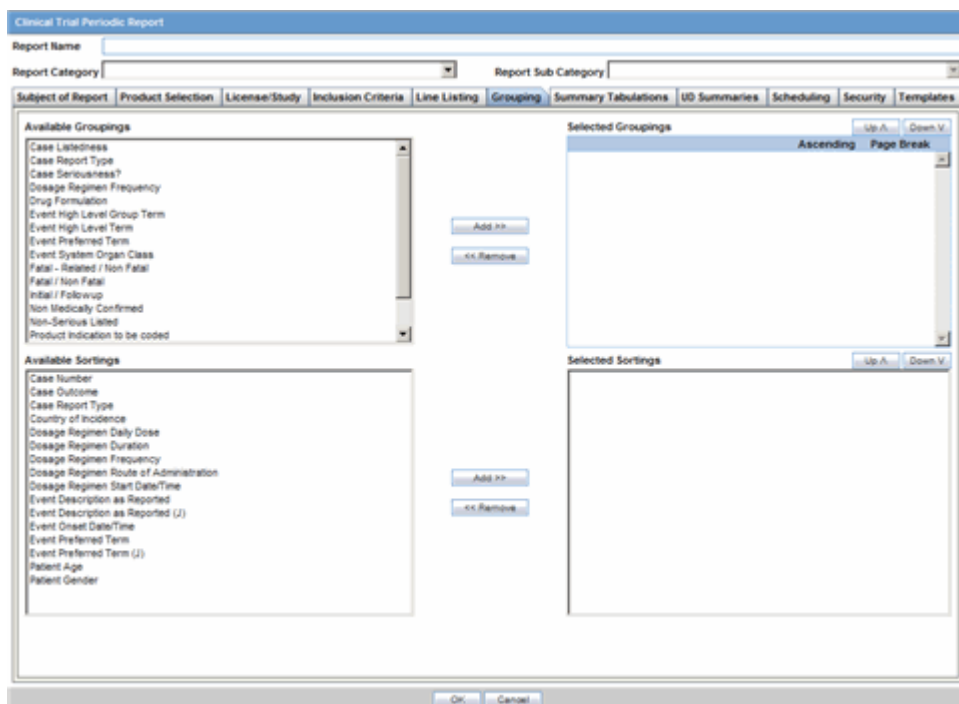 Clinical Trial Periodic Report
Report Name
Report Category
Report Sub Category
Subject of Report
Product Selection
License/Study
Inclusion Criteria
Line Listing
Grouping
Summary Tabulations
UD Summaries
Scheduling
Security
Templates
Available Groupings
Case Listedness
Case Report Type
Case Seriousness?
Dosage Regimen Frequency
Drug Formulation
Event High Level Group Term
Event High Level Term
Event Preferred Term
Event System Organ Class
Fatal - Related / Non Fatal
Fatal / Non Fatal
Initial / Followup
Non Medically Confirmed
Non-Serious Listed
Product Indication to be coded
Add >>
<< Remove
Selected Groupings
Up Λ
Down V
Ascending Page Break
Available Sortings
Case Number
Case Outcome
Case Report Type
Country of Incidence
Dosage Regimen Daily Dose
Dosage Regimen Duration
Dosage Regimen Frequency
Dosage Regimen Route of Administration
Dosage Regimen Start Date/Time
Event Description as Reported
Event Description as Reported (J)
Event Onset Date/Time
Event Preferred Term
Event Preferred Term (J)
Patient Age
Patient Gender
Add >>
<< Remove
Selected Sortings
Up Λ
Down V
OK
Cancel